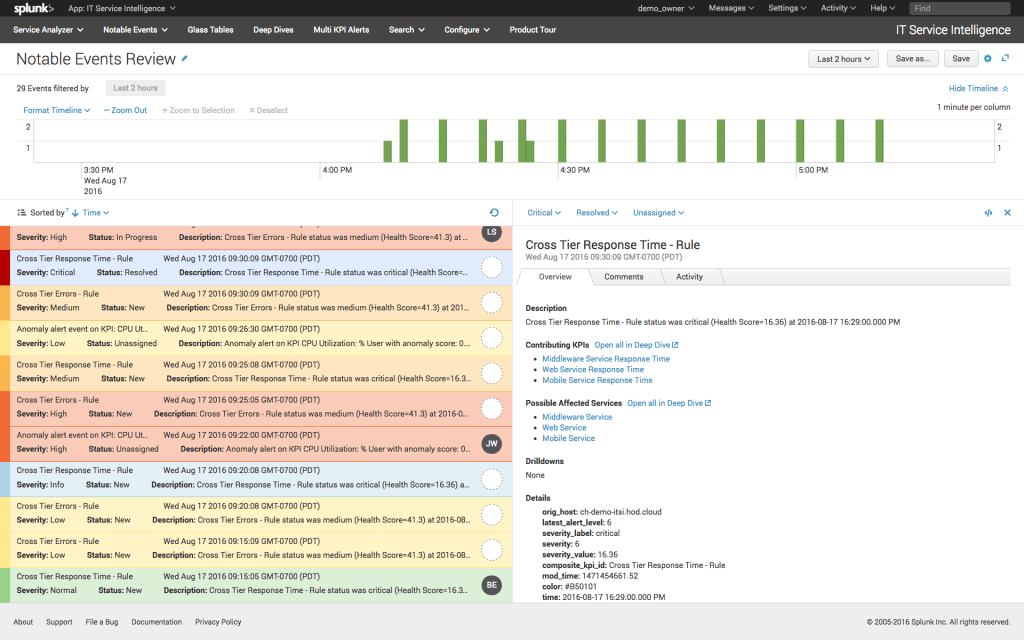 splunk> App: IT Service Intelligence demo_owner Messages Settings Activity Help Find
Service Analyzer Notable Events Glass Tables Deep Dives Multi KPI Alerts Search Configure Product Tour IT Service Intelligence
Notable Events Review Last 2 hours Save as... Save
29 Events filtered by Last 2 hours Hide Timeline
Format Timeline — Zoom Out + Zoom to Selection × Deselect 1 minute per column
2 2
1 1
3:30 PM 4:00 PM 4:30 PM 5:00 PM
Wed Aug 17
2016
Sorted by ? Time
Severity: High Status: In Progress Description: Cross Tier Errors - Rule status was medium (Health Score=41.3) at ... LS
Cross Tier Response Time - Rule Wed Aug 17 2016 09:30:09 GMT-0700 (PDT)
Severity: Critical Status: Resolved Description: Cross Tier Response Time - Rule status was critical (Health Score=...
Cross Tier Errors - Rule Wed Aug 17 2016 09:30:09 GMT-0700 (PDT)
Severity: Medium Status: New Description: Cross Tier Errors - Rule status was medium (Health Score=41.3) at 201...
Anomaly alert event on KPI: CPU Ut... Wed Aug 17 2016 09:26:30 GMT-0700 (PDT)
Severity: Low Status: Unassigned Description: Anomaly alert on KPI CPU Utilization: % User with anomaly score: 0...
Cross Tier Response Time - Rule Wed Aug 17 2016 09:25:08 GMT-0700 (PDT)
Severity: Medium Status: New Description: Cross Tier Response Time - Rule status was critical (Health Score=16.3...
Cross Tier Errors - Rule Wed Aug 17 2016 09:25:05 GMT-0700 (PDT)
Severity: High Status: New Description: Cross Tier Errors - Rule status was medium (Health Score=41.3) at 2016-0...
Anomaly alert event on KPI: CPU Ut... Wed Aug 17 2016 09:22:00 GMT-0700 (PDT)
Severity: High Status: Unassigned Description: Anomaly alert on KPI CPU Utilization: % User with anomaly score: 0... JW
Cross Tier Response Time - Rule Wed Aug 17 2016 09:20:08 GMT-0700 (PDT)
Severity: Info Status: New Description: Cross Tier Response Time - Rule status was critical (Health Score=16.36) a...
Cross Tier Errors - Rule Wed Aug 17 2016 09:20:08 GMT-0700 (PDT)
Severity: Low Status: New Description: Cross Tier Errors - Rule status was medium (Health Score=41.3) at 2016-08...
Cross Tier Errors - Rule Wed Aug 17 2016 09:15:09 GMT-0700 (PDT)
Severity: Low Status: New Description: Cross Tier Errors - Rule status was medium (Health Score=41.3) at 2016-08...
Cross Tier Response Time - Rule Wed Aug 17 2016 09:15:05 GMT-0700 (PDT)
Severity: Normal Status: New Description: Cross Tier Response Time - Rule status was critical (Health Score=16.3... BE
Critical Resolved Unassigned
Cross Tier Response Time - Rule
Wed Aug 17 2016 09:30:09 GMT-0700 (PDT)
Overview Comments Activity
Description
Cross Tier Response Time - Rule status was critical (Health Score=16.36) at 2016-08-17 16:29:00.000 PM
Contributing KPIs Open all in Deep Dive
• Middleware Service Response Time
• Web Service Response Time
• Mobile Service Response Time
Possible Affected Services Open all in Deep Dive
• Middleware Service
• Web Service
• Mobile Service
Drilldowns
None
Details
orig_host: ch-demo-itsi.hod.cloud
latest_alert_level: 6
severity_label: critical
severity: 6
severity_value: 16.36
composite_kpi_id: Cross Tier Response Time - Rule
mod_time: 1471454661.52
color: #B50101
time: 2016-08-17 16:29:00.000 PM
About Support File a Bug Documentation Privacy Policy © 2005-2016 Splunk Inc. All rights reserved.